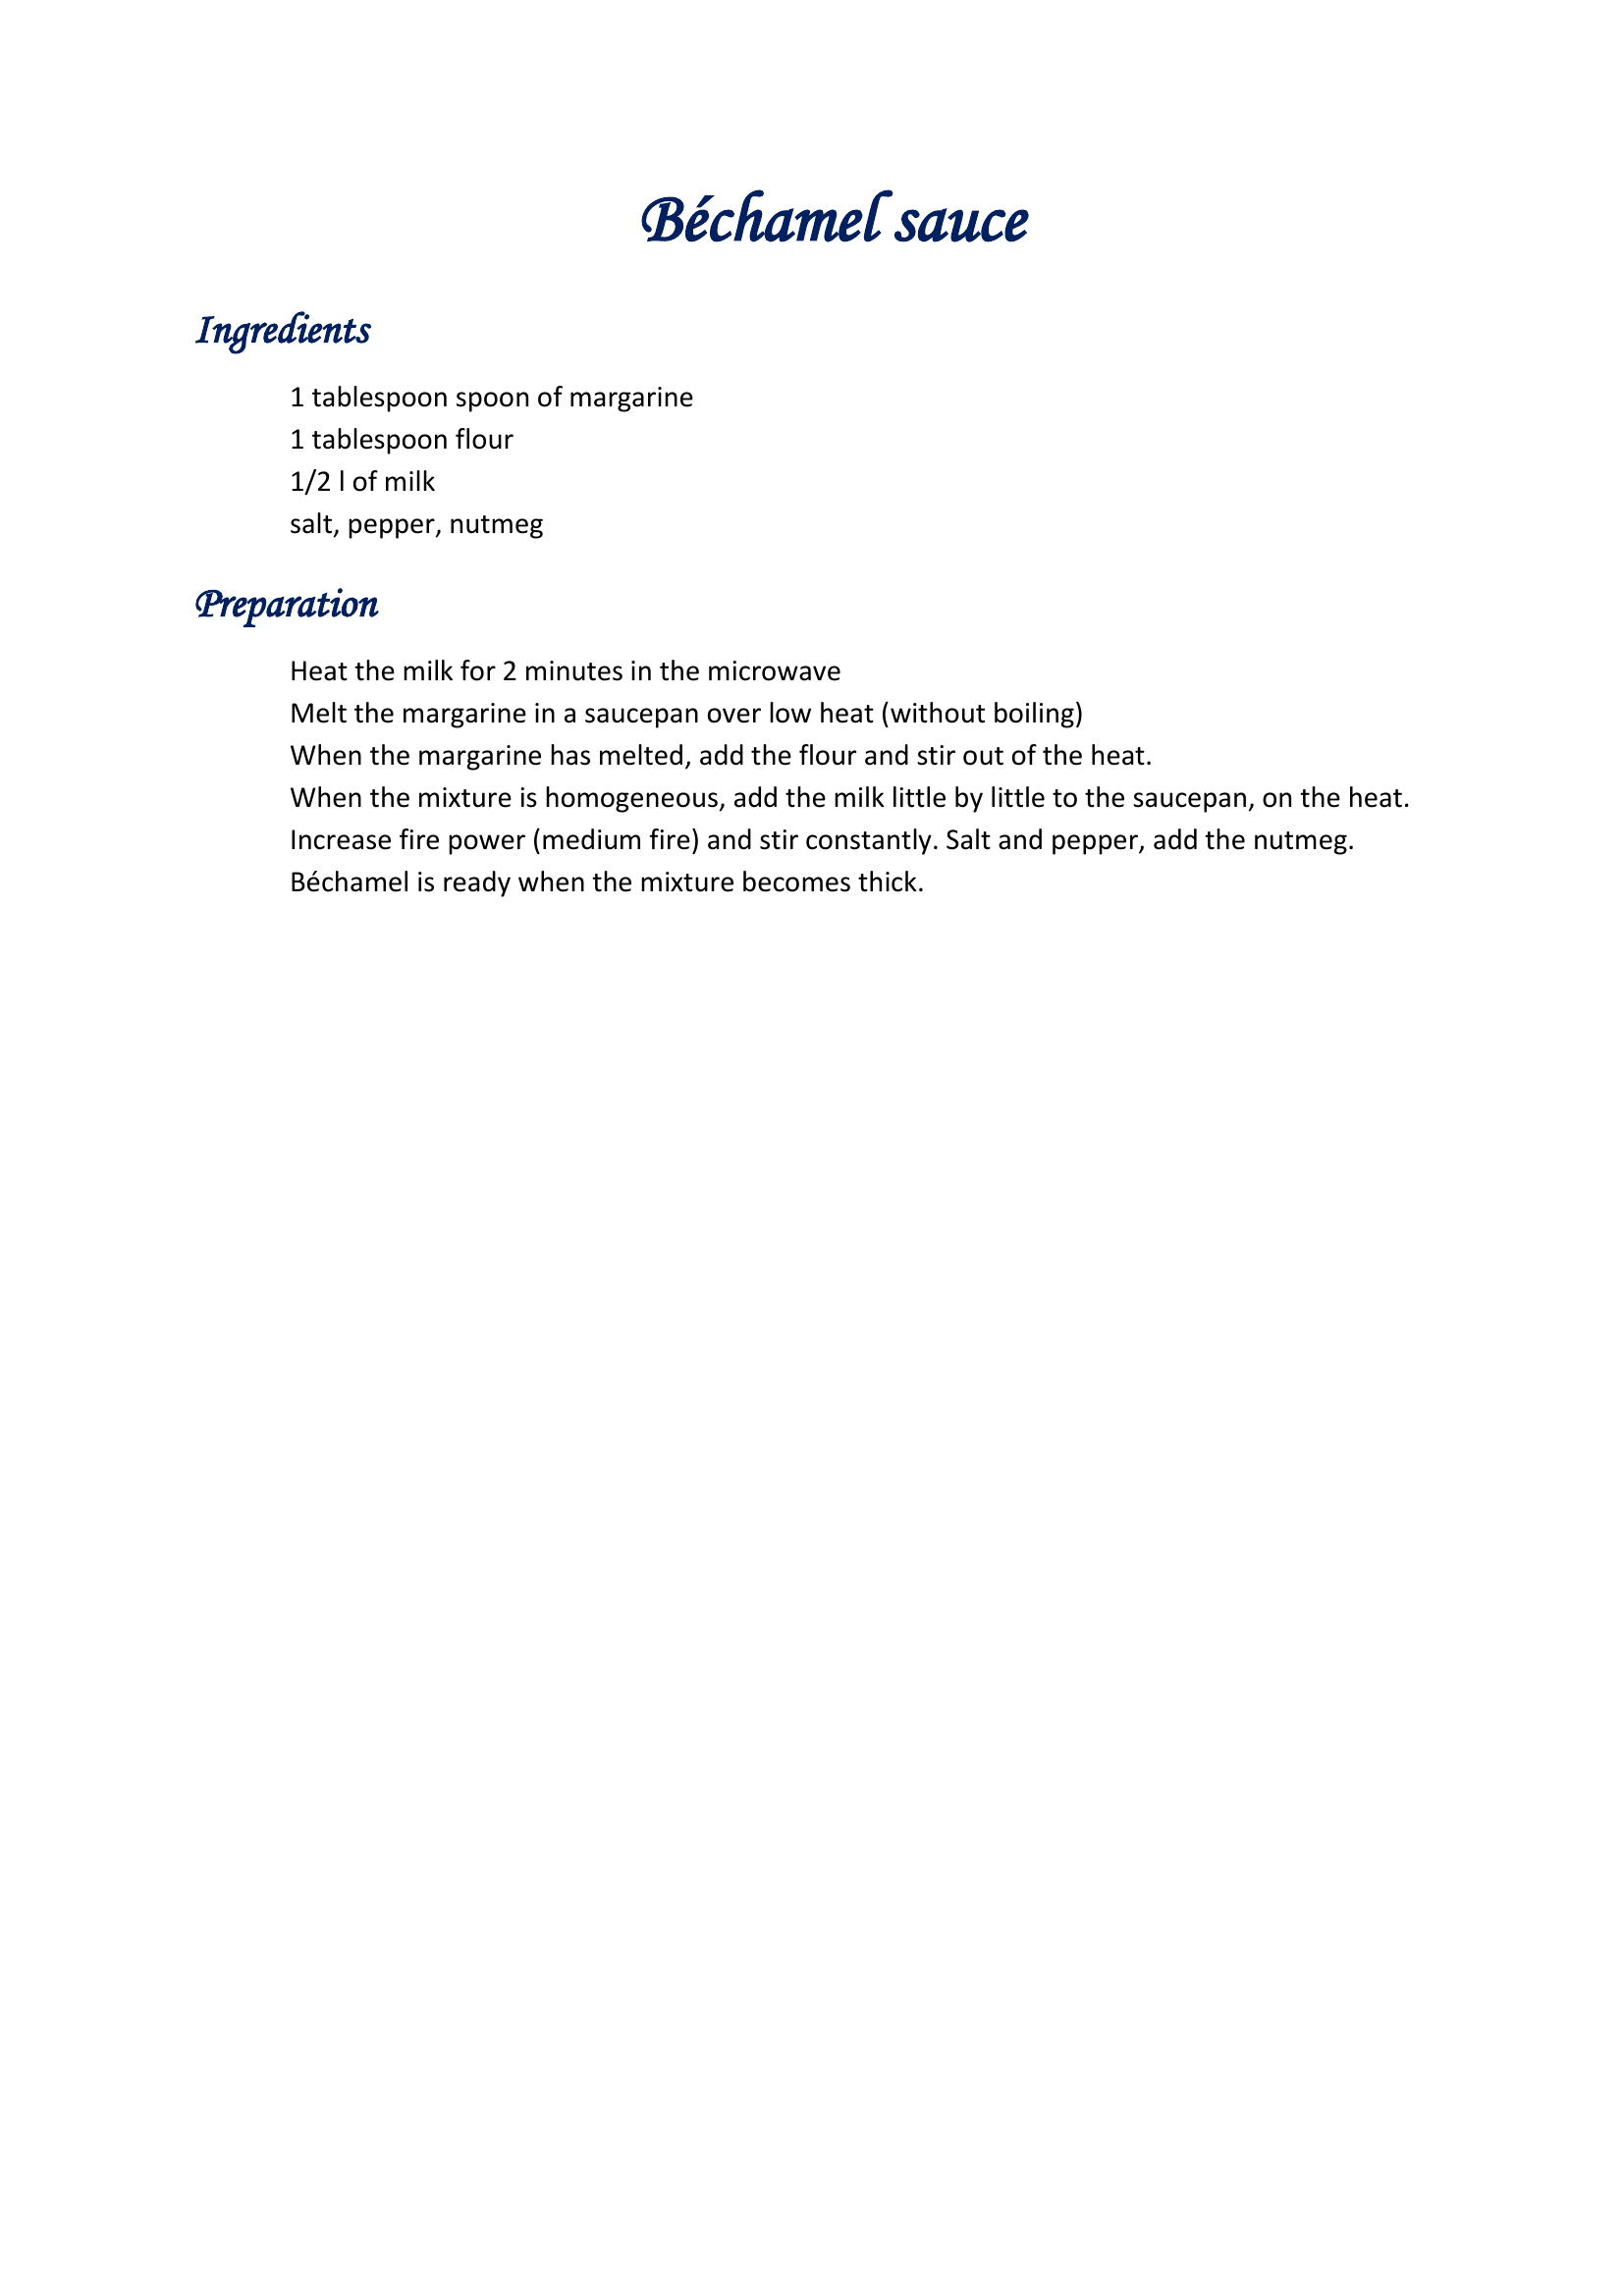 Béchamel sauce
Ingredients
1 tablespoon spoon of margarine
1 tablespoon flour
1/2 l of milk
salt, pepper, nutmeg
Preparation
Heat the milk for 2 minutes in the microwave
Melt the margarine in a saucepan over low heat (without boiling)
When the margarine has melted, add the flour and stir out of the heat.
When the mixture is homogeneous, add the milk little by little to the saucepan, on the heat.
Increase fire power (medium fire) and stir constantly. Salt and pepper, add the nutmeg.
Béchamel is ready when the mixture becomes thick.